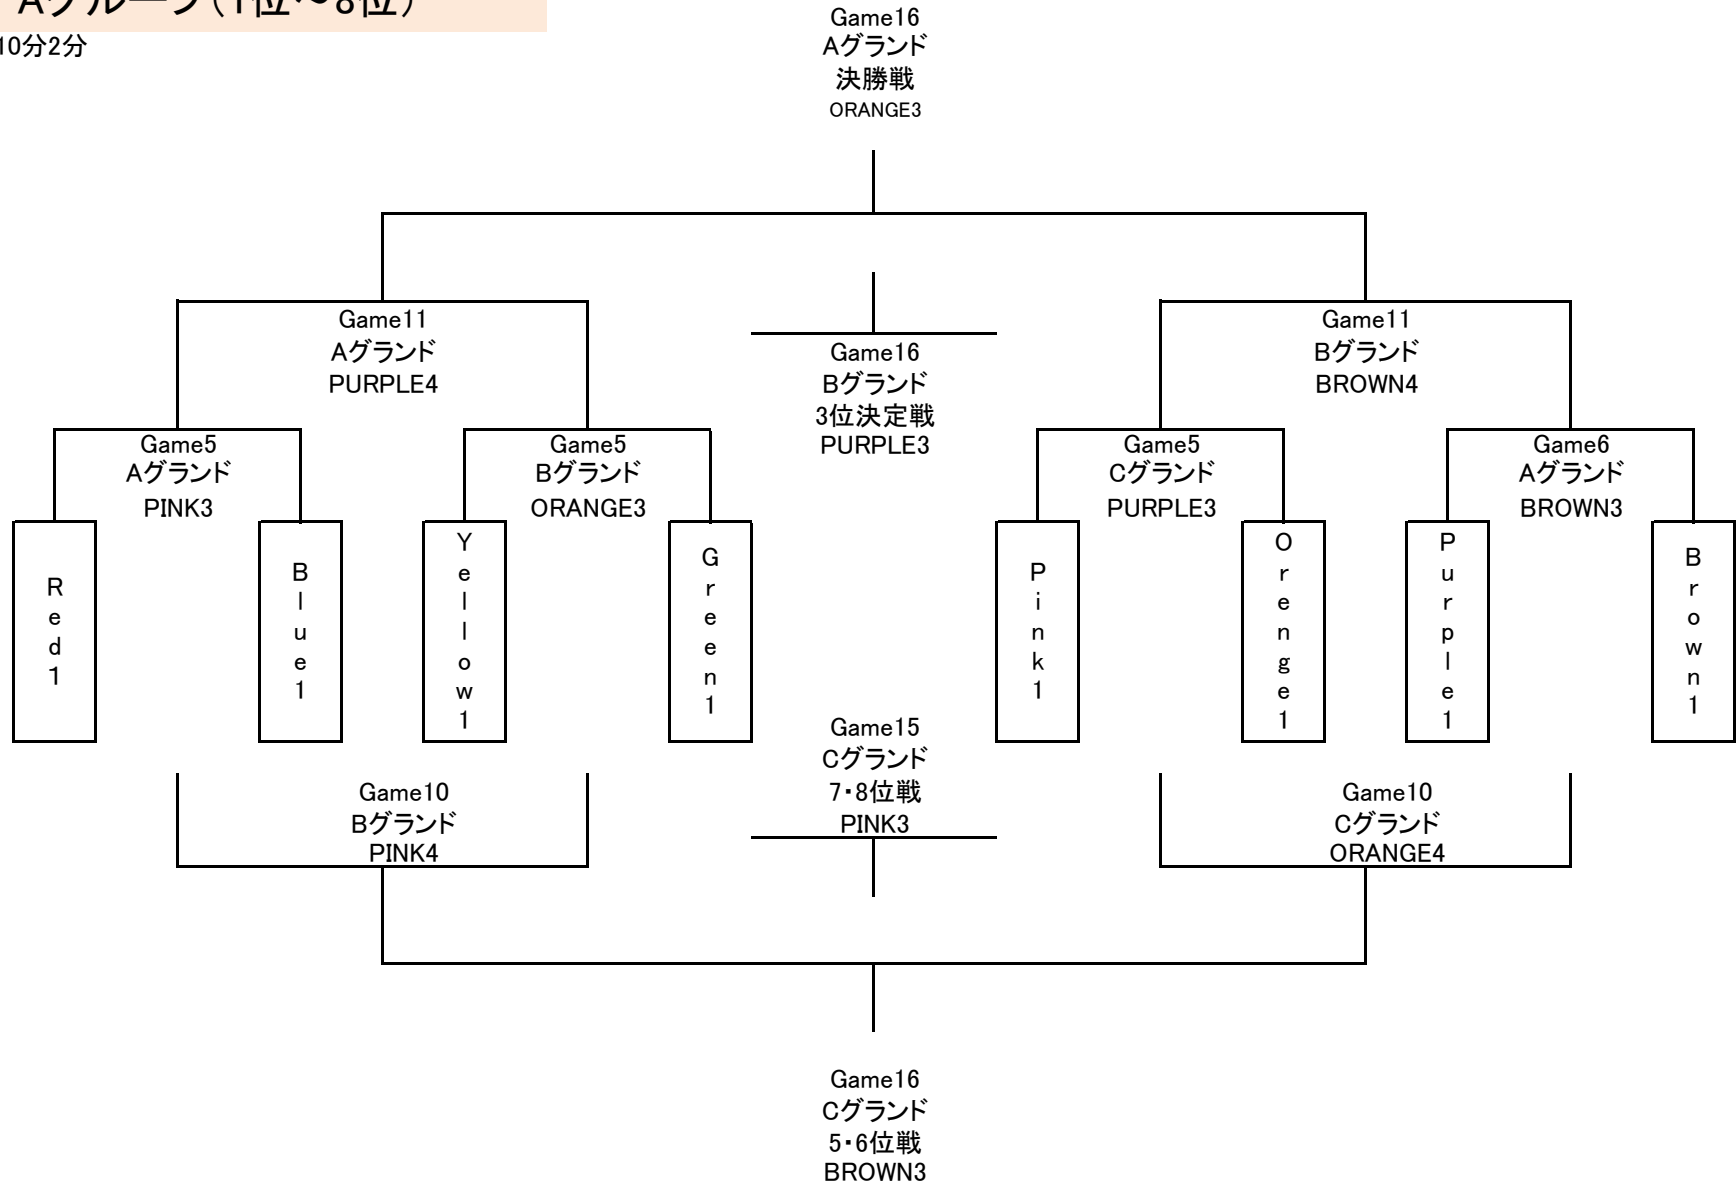 Aグループ（1位～8位）
10分2分
Game16
Aグランド
決勝戦
ORANGE3
Game11
Aグランド
PURPLE4
Game16
Bグランド
3位決定戦
PURPLE3
Game11
Bグランド
BROWN4
Game5
Aグランド
PINK3
Game5
Bグランド
ORANGE3
Game5
Cグランド
PURPLE3
Game6
Aグランド
BROWN3
Red1
Blue1
Yellow1
Green1
Pink1
Orenge1
Purple1
Brown1
Game15
Cグランド
7・8位戦
PINK3
Game10
Bグランド
PINK4
Game10
Cグランド
ORANGE4
Game16
Cグランド
5・6位戦
BROWN3